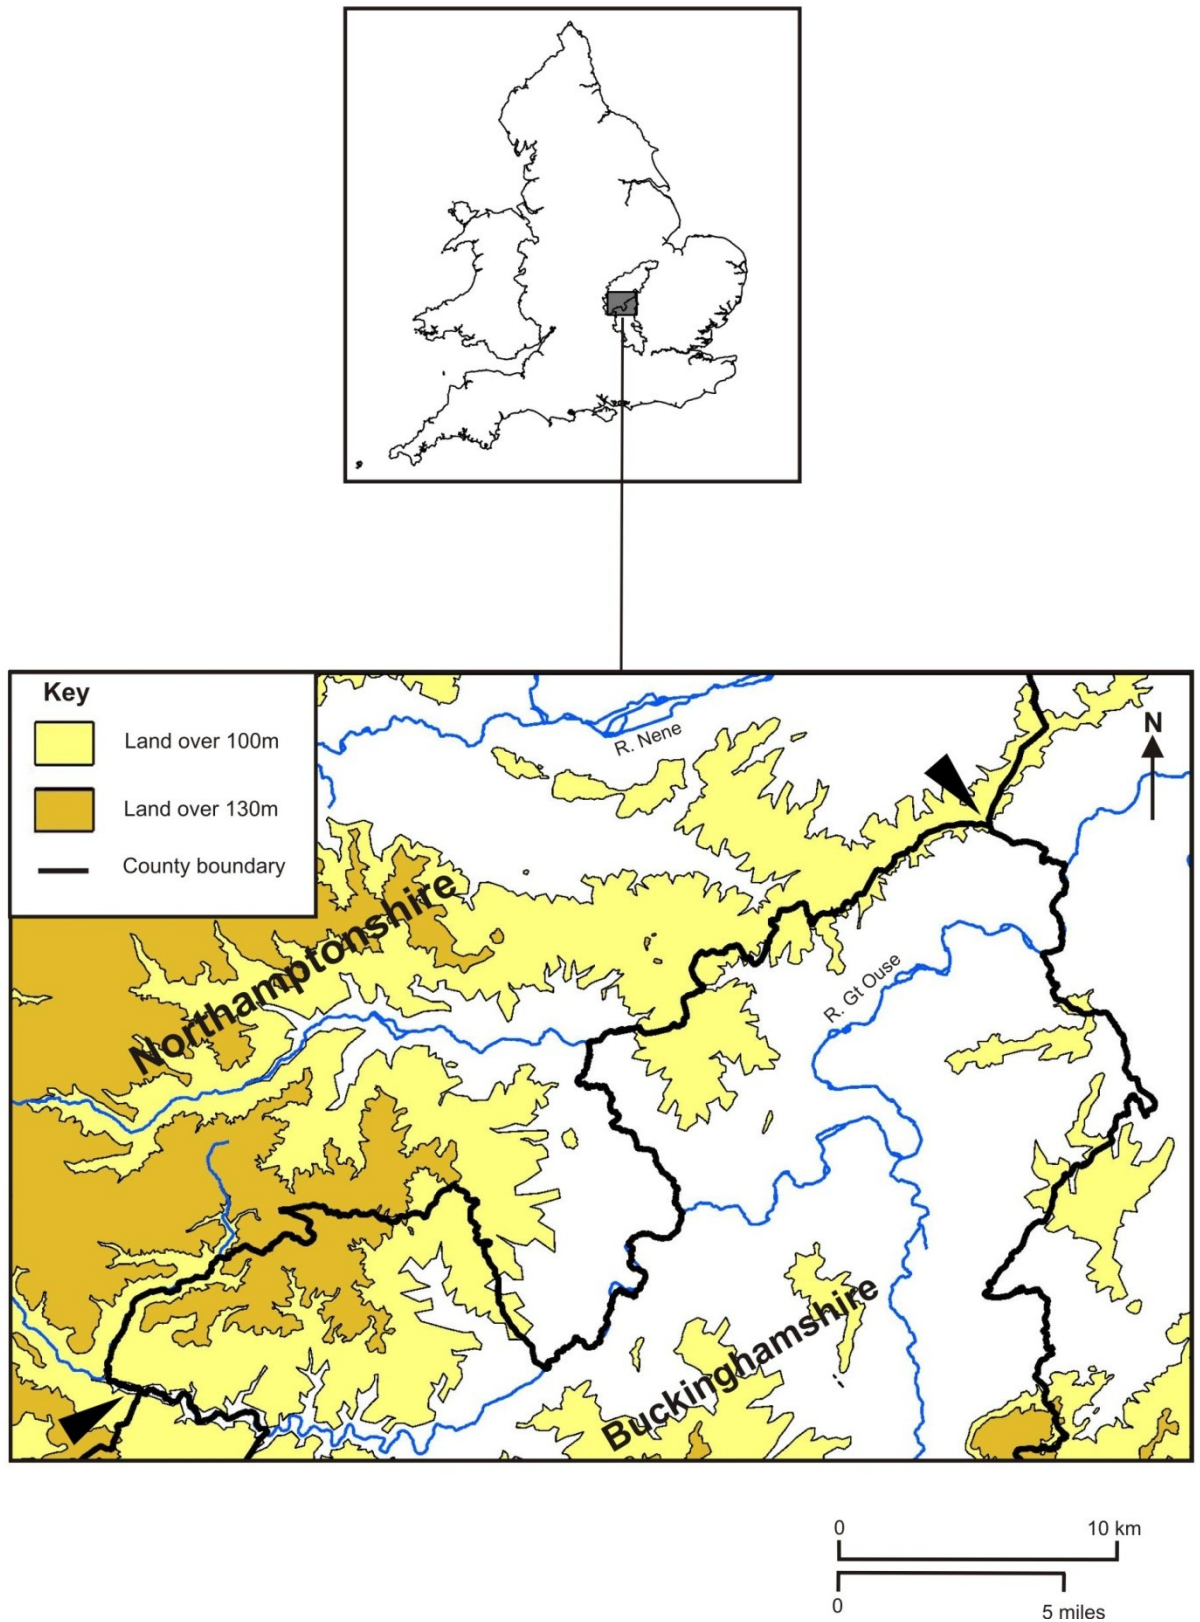 Key
Land over 100m
Land over 130m
County boundary
R. Nene
N
Northamptonshire
R. Gt Ouse
Buckinghamshire
0 10 km
0 5 miles